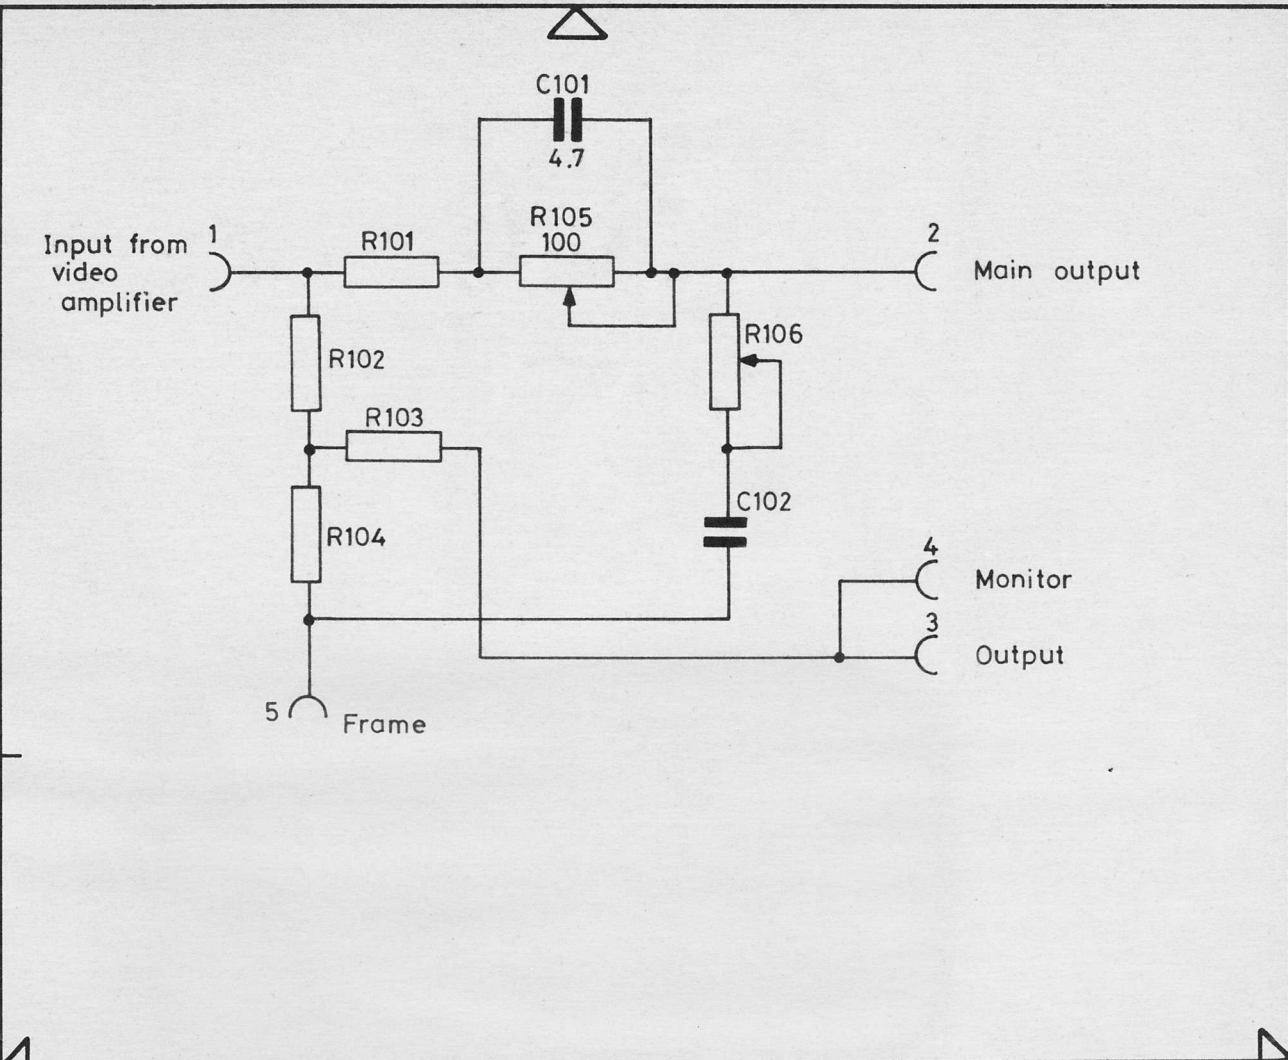 C101
4.7
R105
100
1
Input from
video
amplifier
R101
2
Main output
R102
R106
R103
R104
C102
4
Monitor
3
Output
5
Frame